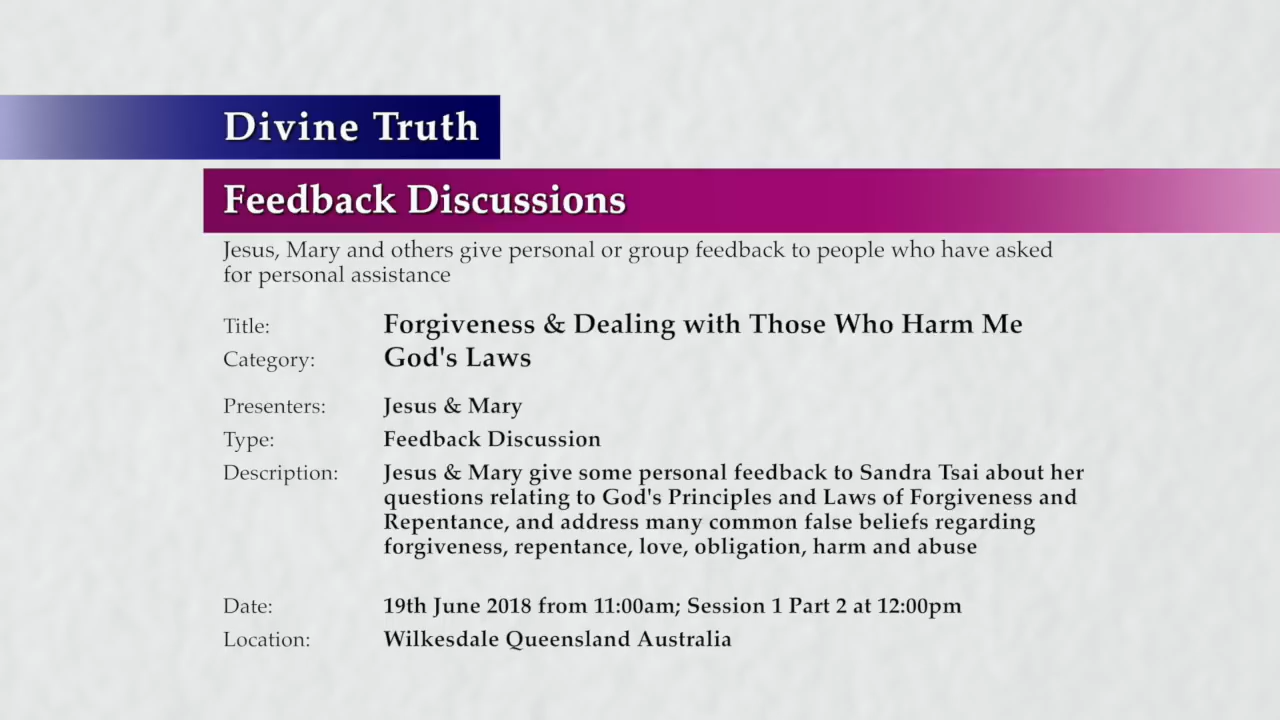 Divine Truth
Feedback Discussions
Jesus, Mary and others give personal or group feedback to people who have asked
for personal assistance
Title: Forgiveness & Dealing with Those Who Harm Me
Category: God's Laws
Presenters: Jesus & Mary
Type: Feedback Discussion
Description: Jesus & Mary give some personal feedback to Sandra Tsai about her
questions relating to God's Principles and Laws of Forgiveness and
Repentance, and address many common false beliefs regarding
forgiveness, repentance, love, obligation, harm and abuse
Date: 19th June 2018 from 11:00am; Session 1 Part 2 at 12:00pm
Location: Wilkesdale Queensland Australia